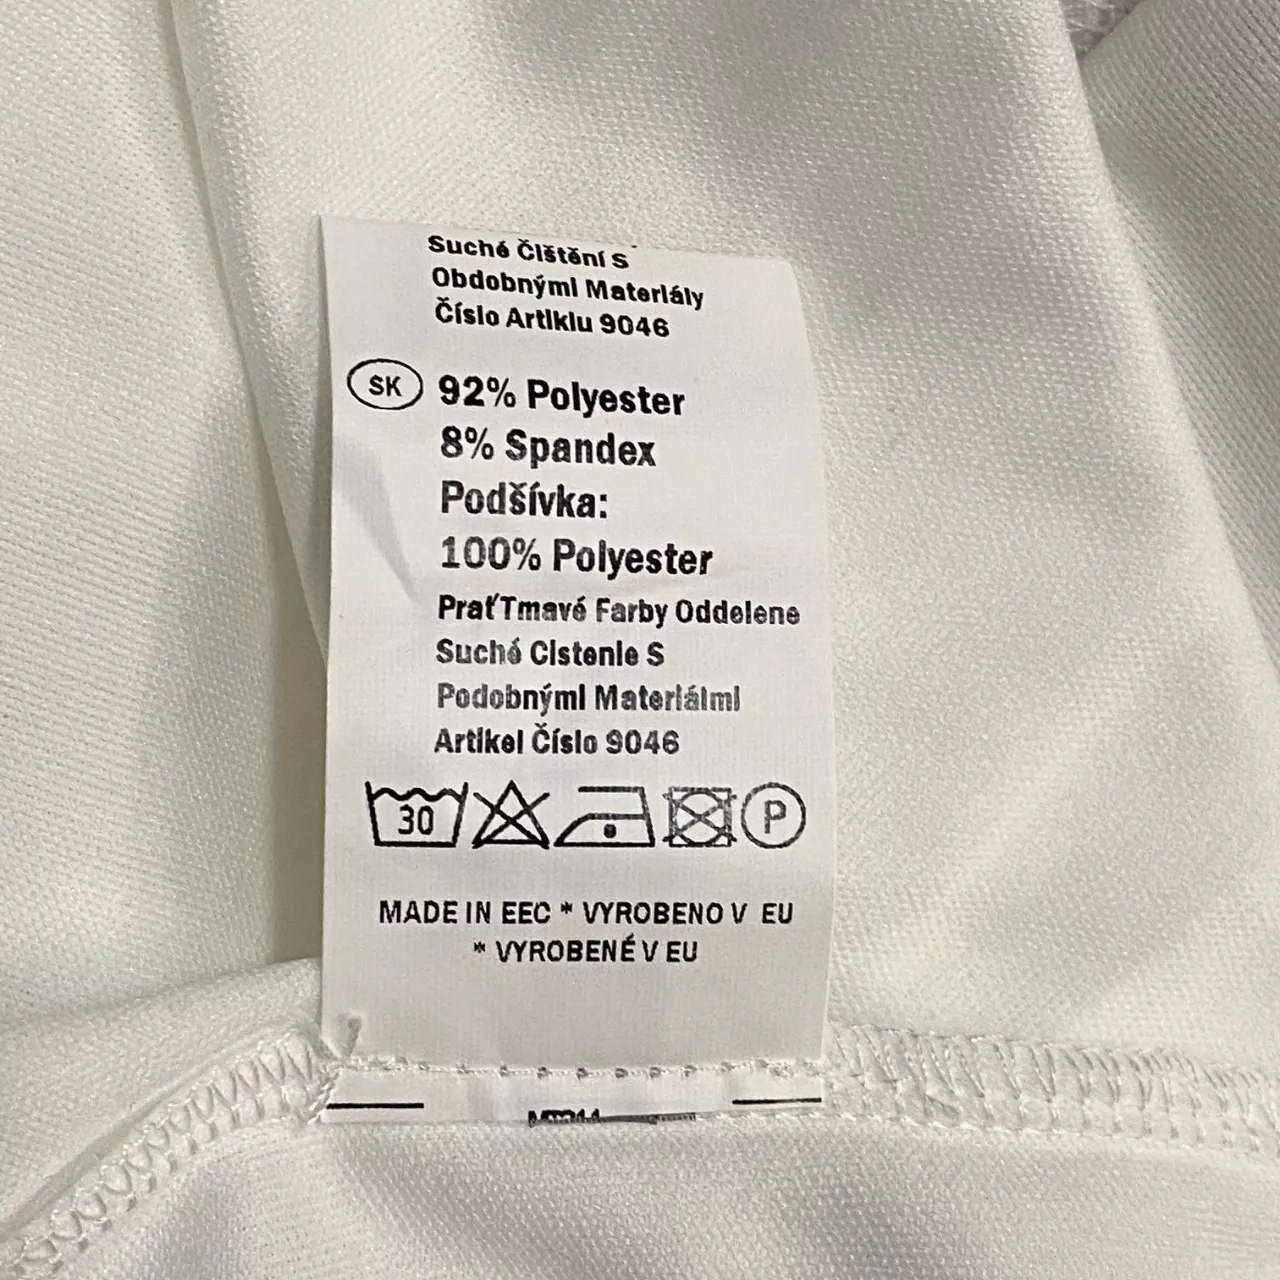 Suché Čištění S
Obdobnými Materiály
Číslo Artiklu 9046
SK 92% Polyester
8% Spandex
Podšívka:
100% Polyester
Prať Tmavé Farby Oddelene
Suché Cistenie S
Podobnými Materiálmi
Artikel Číslo 9046
30 P
MADE IN EEC * VYROBENO V EU
* VYROBENÉ V EU